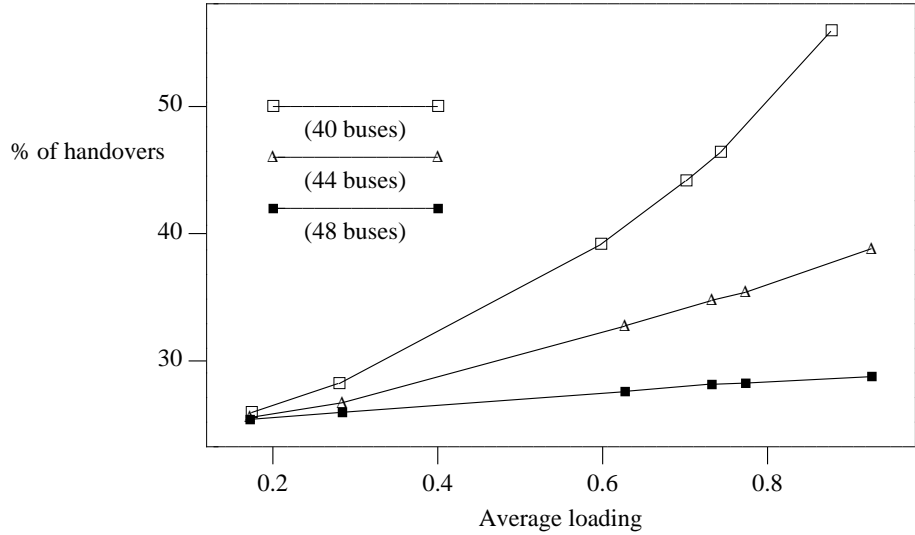 50
(40 buses)
% of handovers
(44 buses)
40
(48 buses)
30
0.2 0.4 0.6 0.8
Average loading